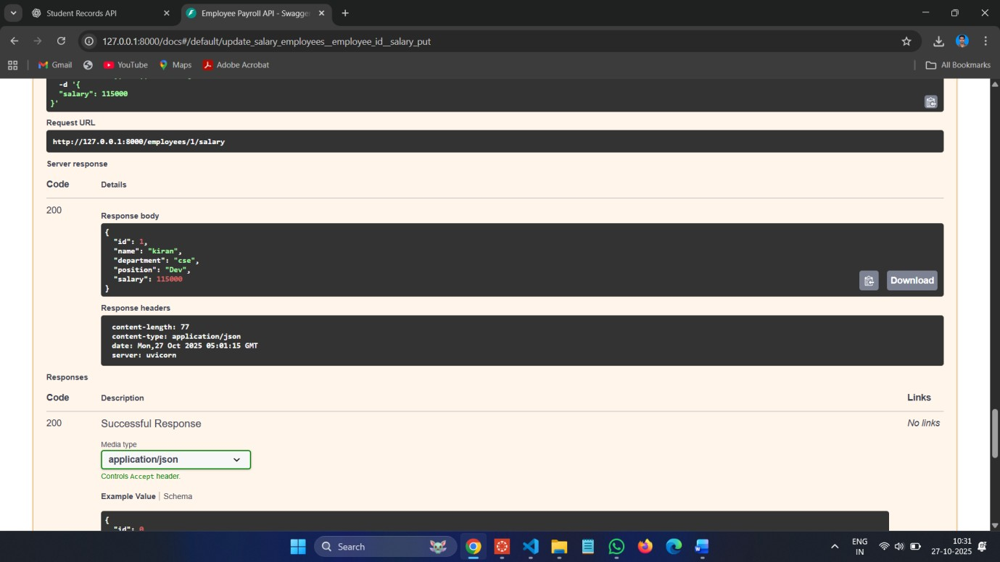 Student Records API
Employee Payroll API - Swagger
127.0.0.1:8000/docs#/default/update_salary_employees__employee_id__salary_put
Gmail YouTube Maps Adobe Acrobat All Bookmarks
-d '{
"salary": 115000
}'
Request URL
http://127.0.0.1:8000/employees/1/salary
Server response
Code Details
200
Response body
{
"id": 1,
"name": "kiran",
"department": "cse",
"position": "Dev",
"salary": 115000
}
Download
Response headers
content-length: 77
content-type: application/json
date: Mon,27 Oct 2025 05:01:15 GMT
server: uvicorn
Responses
Code Description Links
200 Successful Response No links
Media type
application/json
Controls Accept header.
Example Value | Schema
{
"id": 0
Search
ENG
IN
10:31
27-10-2025